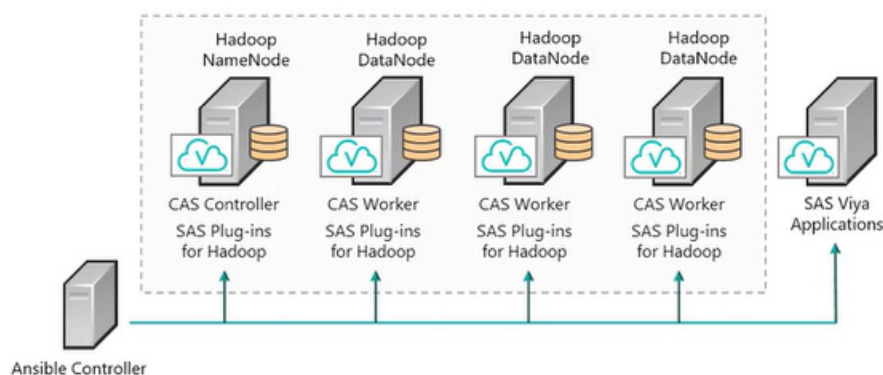 Hadoop
NameNode
Hadoop
DataNode
Hadoop
DataNode
Hadoop
DataNode
V
V
V
V
V
CAS Controller
SAS Plug-ins
for Hadoop
CAS Worker
SAS Plug-ins
for Hadoop
CAS Worker
SAS Plug-ins
for Hadoop
CAS Worker
SAS Plug-ins
for Hadoop
SAS Viya
Applications
Ansible Controller